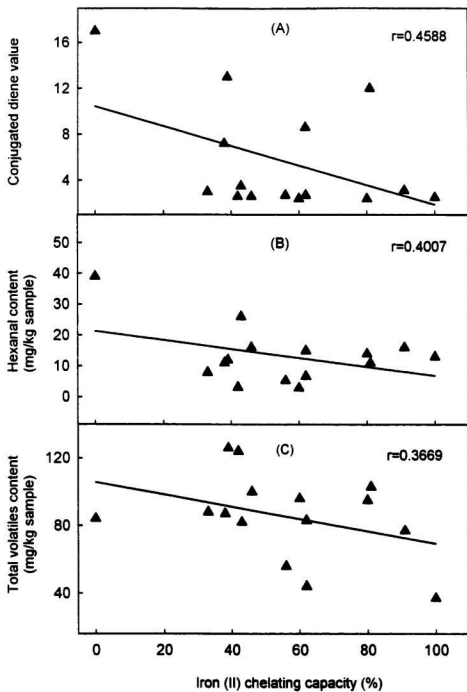 (A)
r=0.4588
Conjugated diene value
16
12
8
4
(B)
r=0.4007
Hexanal content
(mg/kg sample)
50
40
30
20
10
0
(C)
r=0.3669
Total volatiles content
(mg/kg sample)
120
80
40
0 20 40 60 80 100
Iron (II) chelating capacity (%)